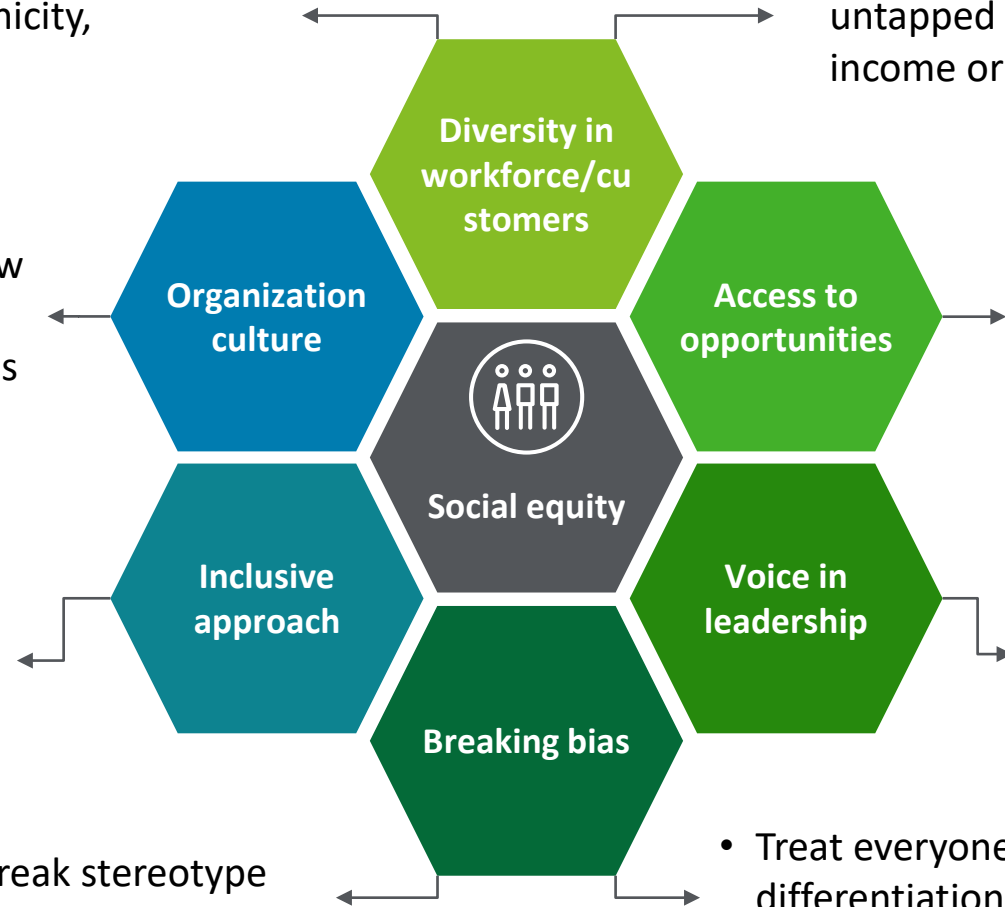 nicity,
untapped
income or
Diversity in
workforce/cu
stomers
Organization
culture
Access to
opportunities
w
s
Social equity
Inclusive
approach
Voice in
leadership
Breaking bias
reak stereotype
• Treat everyone
differentiation